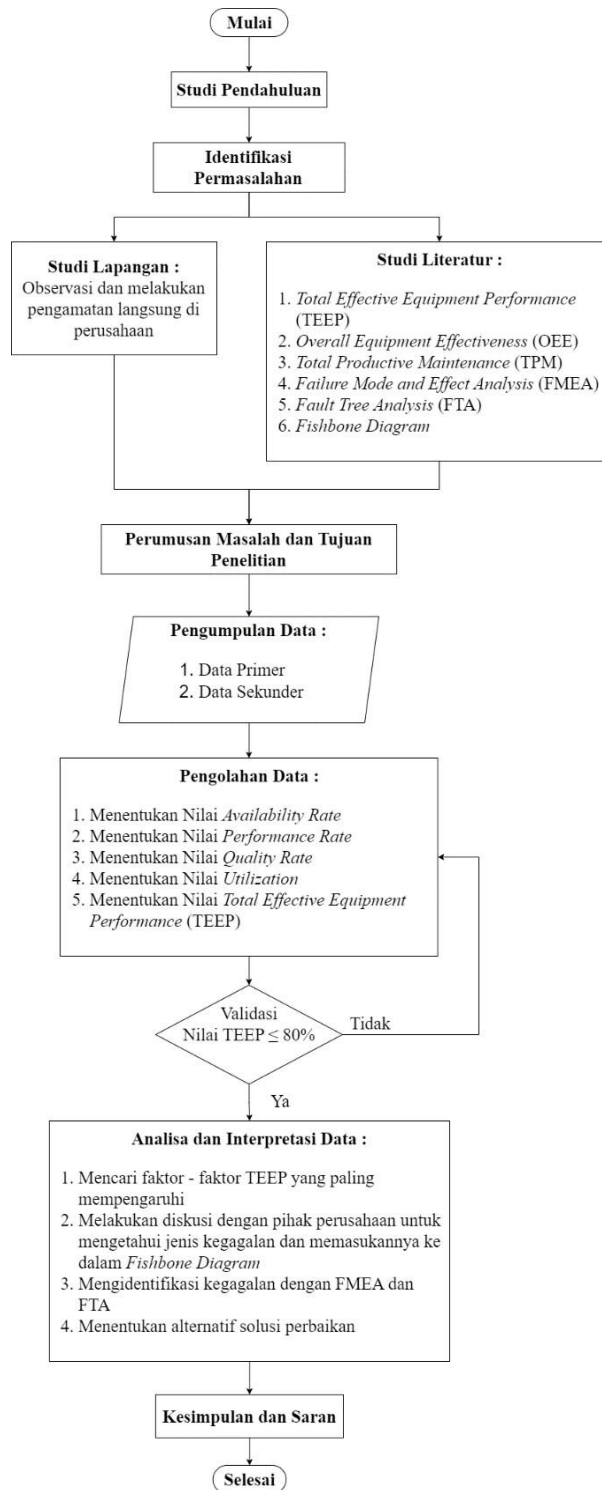 Mulai
Studi Pendahuluan
Identifikasi
Permasalahan
Studi Lapangan :
Observasi dan melakukan
pengamatan langsung di
perusahaan
Studi Literatur :
1. Total Effective Equipment Performance
(TEEP)
2. Overall Equipment Effectiveness (OEE)
3. Total Productive Maintenance (TPM)
4. Failure Mode and Effect Analysis (FMEA)
5. Fault Tree Analysis (FTA)
6. Fishbone Diagram
Perumusan Masalah dan Tujuan
Penelitian
Pengumpulan Data :
1. Data Primer
2. Data Sekunder
Pengolahan Data :
1. Menentukan Nilai Availability Rate
2. Menentukan Nilai Performance Rate
3. Menentukan Nilai Quality Rate
4. Menentukan Nilai Utilization
5. Menentukan Nilai Total Effective Equipment
Performance (TEEP)
Validasi
Nilai TEEP ≤ 80%
Tidak
Ya
Analisa dan Interpretasi Data :
1. Mencari faktor - faktor TEEP yang paling
mempengaruhi
2. Melakukan diskusi dengan pihak perusahaan untuk
mengetahui jenis kegagalan dan memasukannya ke
dalam Fishbone Diagram
3. Mengidentifikasi kegagalan dengan FMEA dan
FTA
4. Menentukan alternatif solusi perbaikan
Kesimpulan dan Saran
Selesai